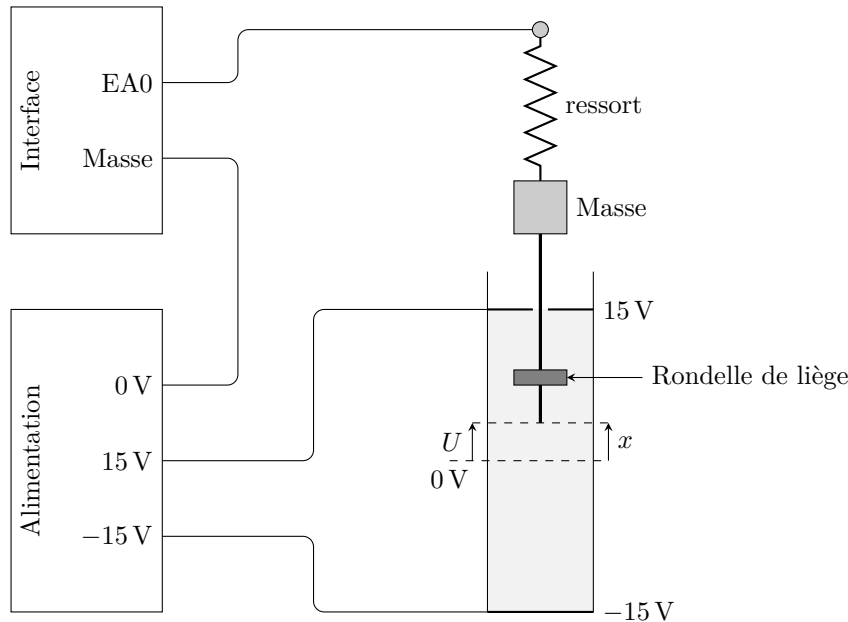 Interface
EA0
Masse
ressort
Masse
15 V
Rondelle de liège
U
x
0 V
−15 V
Alimentation
0 V
15 V
−15 V